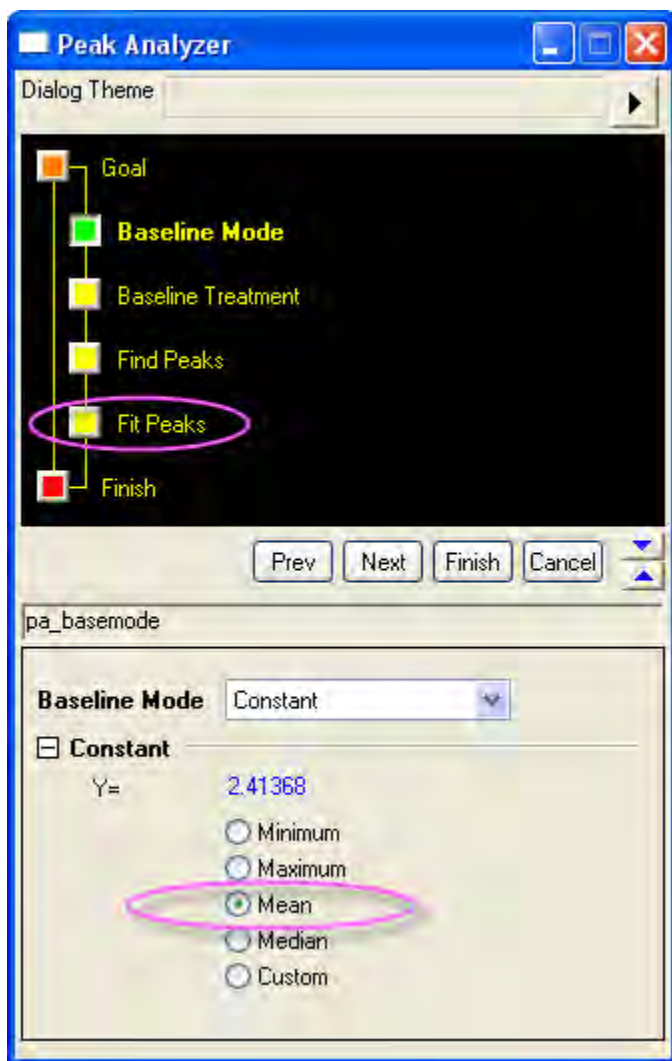 Peak Analyzer
Dialog Theme
Goal
Baseline Mode
Baseline Treatment
Find Peaks
Fit Peaks
Finish
Prev Next Finish Cancel
pa_basemode
Baseline Mode Constant
Constant
Y= 2.41368
Minimum
Maximum
Mean
Median
Custom